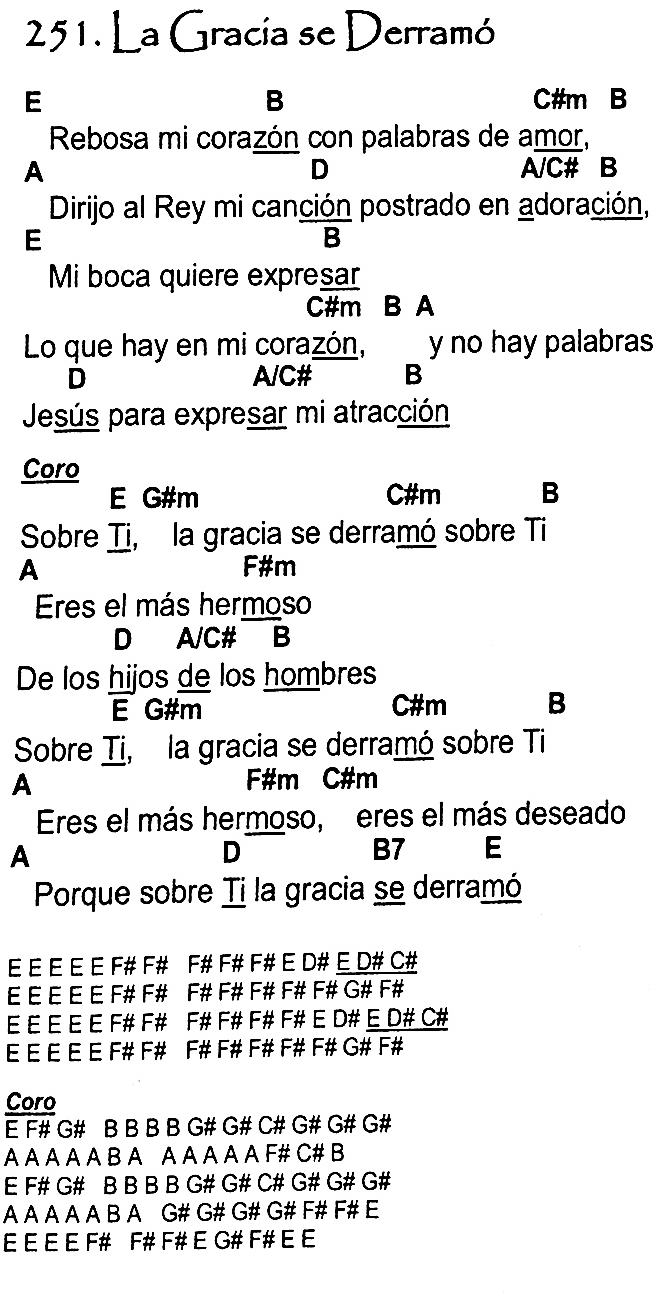 251. La Gracia se Derramó
E B C#m B
Rebosa mi corazón con palabras de amor,
A D A/C# B
Dirijo al Rey mi canción postrado en adoración,
E B
Mi boca quiere expresar
C#m B A
Lo que hay en mi corazón, y no hay palabras
D A/C# B
Jesús para expresar mi atracción
Coro
E G#m C#m B
Sobre Ti, la gracia se derramó sobre Ti
A F#m
Eres el más hermoso
D A/C# B
De los hijos de los hombres
E G#m C#m B
Sobre Ti, la gracia se derramó sobre Ti
A F#m C#m
Eres el más hermoso, eres el más deseado
A D B7 E
Porque sobre Ti la gracia se derramó
E E E E E F# F# F# F# F# E D# E D# C#
E E E E E F# F# F# F# F# F# F# G# F#
E E E E E F# F# F# F# F# F# E D# E D# C#
E E E E E F# F# F# F# F# F# F# G# F#
Coro
E F# G# B B B B G# G# C# G# G# G#
A A A A A B A A A A A A F# C# B
E F# G# B B B B G# G# C# G# G# G#
A A A A A B A G# G# G# G# F# F# E
E E E E F# F# F# E G# F# E E